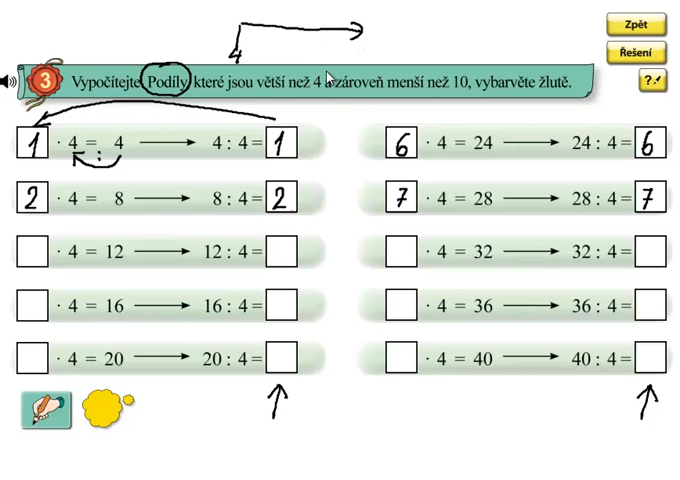 Zpět
4
Řešení
3 Vypočítejte. Podíly, které jsou větší než 4 a zároveň menší než 10, vybarvěte žlutě.
?
1 · 4 = 4 4 : 4 = 1
:
6 · 4 = 24 24 : 4 = 6
2 · 4 = 8 8 : 4 = 2
7 · 4 = 28 28 : 4 = 7
· 4 = 12 12 : 4 =
· 4 = 32 32 : 4 =
· 4 = 16 16 : 4 =
· 4 = 36 36 : 4 =
· 4 = 20 20 : 4 =
· 4 = 40 40 : 4 =